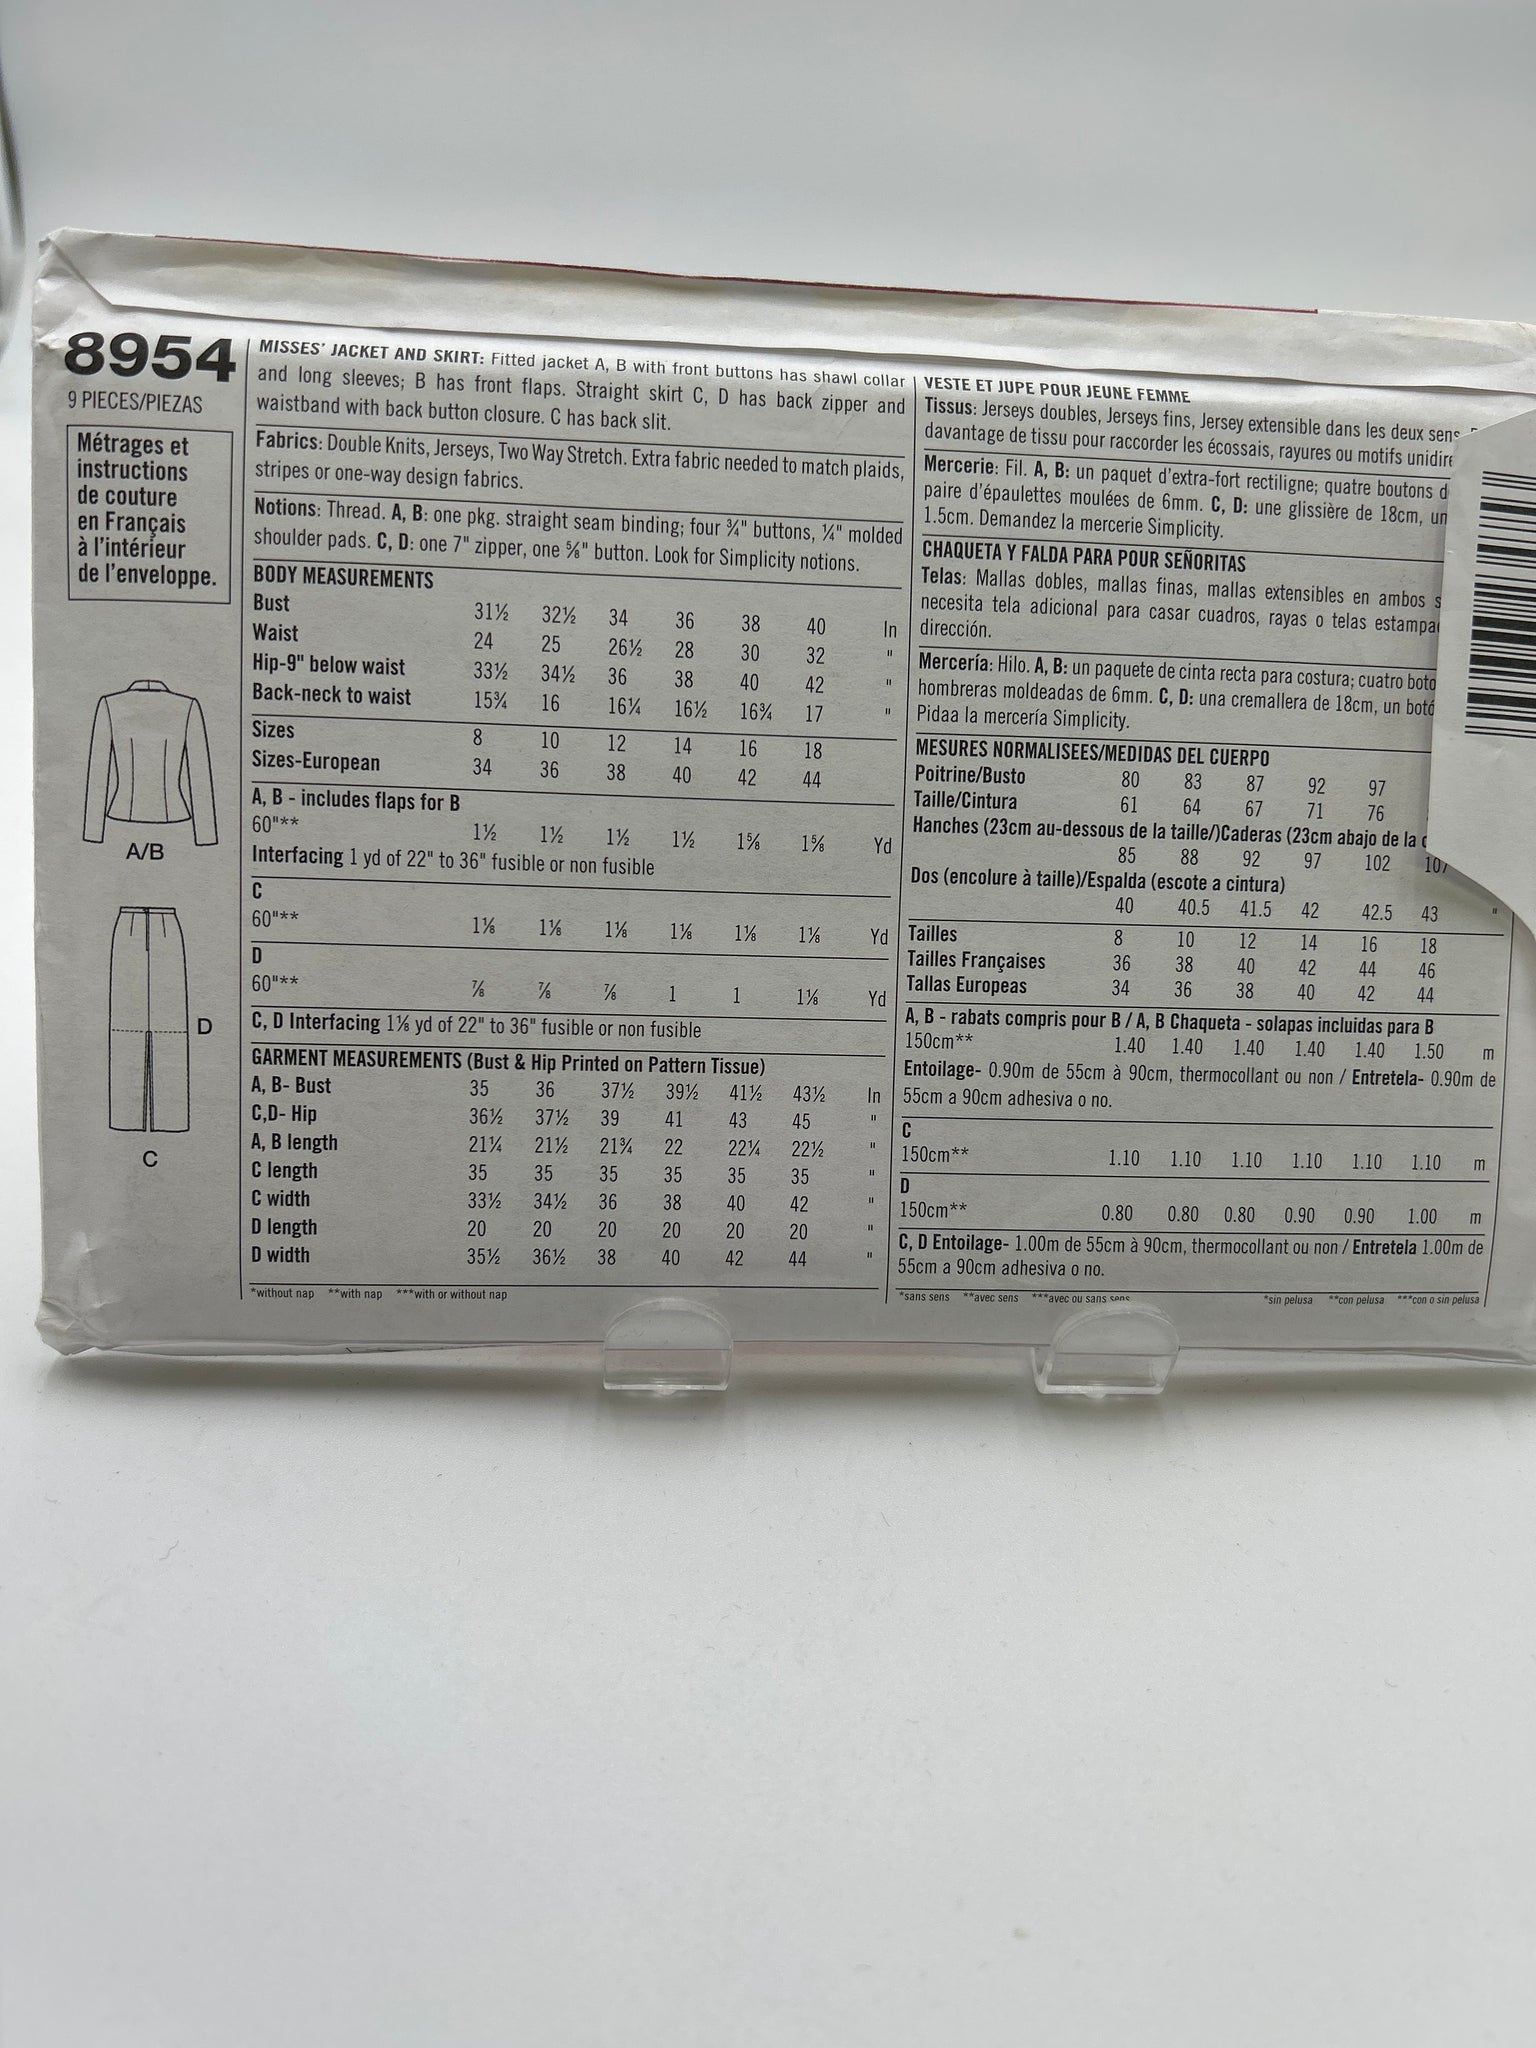 8954
9 PIECES/PIEZAS
Métrages et
instructions
de couture
en Français
à l'intérieur
de l'enveloppe.
A/B
D
C
MISSES' JACKET AND SKIRT: Fitted jacket A, B with front buttons has shawl collar
and long sleeves; B has front flaps. Straight skirt C, D has back zipper and
waistband with back button closure. C has back slit.
Fabrics: Double Knits, Jerseys, Two Way Stretch. Extra fabric needed to match plaids,
stripes or one-way design fabrics.
Notions: Thread. A, B: one pkg. straight seam binding; four ¾" buttons, ¼" molded
shoulder pads. C, D: one 7" zipper, one ⅝" button. Look for Simplicity notions.
BODY MEASUREMENTS
Bust 31½ 32½ 34 36 38 40 In
Waist 24 25 26½ 28 30 32 "
Hip-9" below waist 33½ 34½ 36 38 40 42 "
Back-neck to waist 15¾ 16 16¼ 16½ 16¾ 17 "
Sizes 8 10 12 14 16 18
Sizes-European 34 36 38 40 42 44
A, B - includes flaps for B
60"** 1½ 1½ 1½ 1½ 1⅝ 1⅝ Yd
Interfacing 1 yd of 22" to 36" fusible or non fusible
C
60"** 1⅛ 1⅛ 1⅛ 1⅛ 1⅛ 1⅛ Yd
D
60"** ⅞ ⅞ ⅞ 1 1 1⅛ Yd
C, D Interfacing 1⅛ yd of 22" to 36" fusible or non fusible
GARMENT MEASUREMENTS (Bust & Hip Printed on Pattern Tissue)
A, B- Bust 35 36 37½ 39½ 41½ 43½ In
C,D- Hip 36½ 37½ 39 41 43 45 "
A, B length 21¼ 21½ 21¾ 22 22¼ 22½ "
C length 35 35 35 35 35 35 "
C width 33½ 34½ 36 38 40 42 "
D length 20 20 20 20 20 20 "
D width 35½ 36½ 38 40 42 44 "
*without nap **with nap ***with or without nap
VESTE ET JUPE POUR JEUNE FEMME
Tissus: Jerseys doubles, Jerseys fins, Jersey extensible dans les deux sens
davantage de tissu pour raccorder les écossais, rayures ou motifs
Mercerie: Fil. A, B: un paquet d'extra-fort rectiligne; quatre boutons
paire d'épaulettes moulées de 6mm. C, D: une glissière de 18cm, un
1.5cm. Demandez la mercerie Simplicity.
CHAQUETA Y FALDA PARA POUR SEÑORITAS
Telas: Mallas dobles, mallas finas, mallas extensibles en ambos
necesita tela adicional para casar cuadros, rayas o telas
dirección.
Mercería: Hilo. A, B: un paquete de cinta recta para costura; cuatro
hombreras moldeadas de 6mm. C, D: una cremallera de 18cm, un
Pidaa la mercería Simplicity.
MESURES NORMALISEES/MEDIDAS DEL CUERPO
Poitrine/Busto 80 83 87 92 97
Taille/Cintura 61 64 67 71 76
Hanches (23cm au-dessous de la taille/)Caderas (23cm abajo de la
85 88 92 97 102 107
Dos (encolure à taille)/Espalda (escote a cintura)
40 40.5 41.5 42 42.5 43 "
Tailles 8 10 12 14 16 18
Tailles Françaises 36 38 40 42 44 46
Tallas Europeas 34 36 38 40 42 44
A, B - rabats compris pour B / A, B Chaqueta - solapas incluidas para B
150cm** 1.40 1.40 1.40 1.40 1.40 1.50 m
Entoilage- 0.90m de 55cm à 90cm, thermocollant ou non / Entretela- 0.90m de
55cm a 90cm adhesiva o no.
C
150cm** 1.10 1.10 1.10 1.10 1.10 1.10 m
D
150cm** 0.80 0.80 0.80 0.90 0.90 1.00 m
C, D Entoilage- 1.00m de 55cm à 90cm, thermocollant ou non / Entretela 1.00m de
55cm a 90cm adhesiva o no.
*sans sens **avec sens ***avec ou sans sens *sin pelusa **con pelusa ***con o sin pelusa